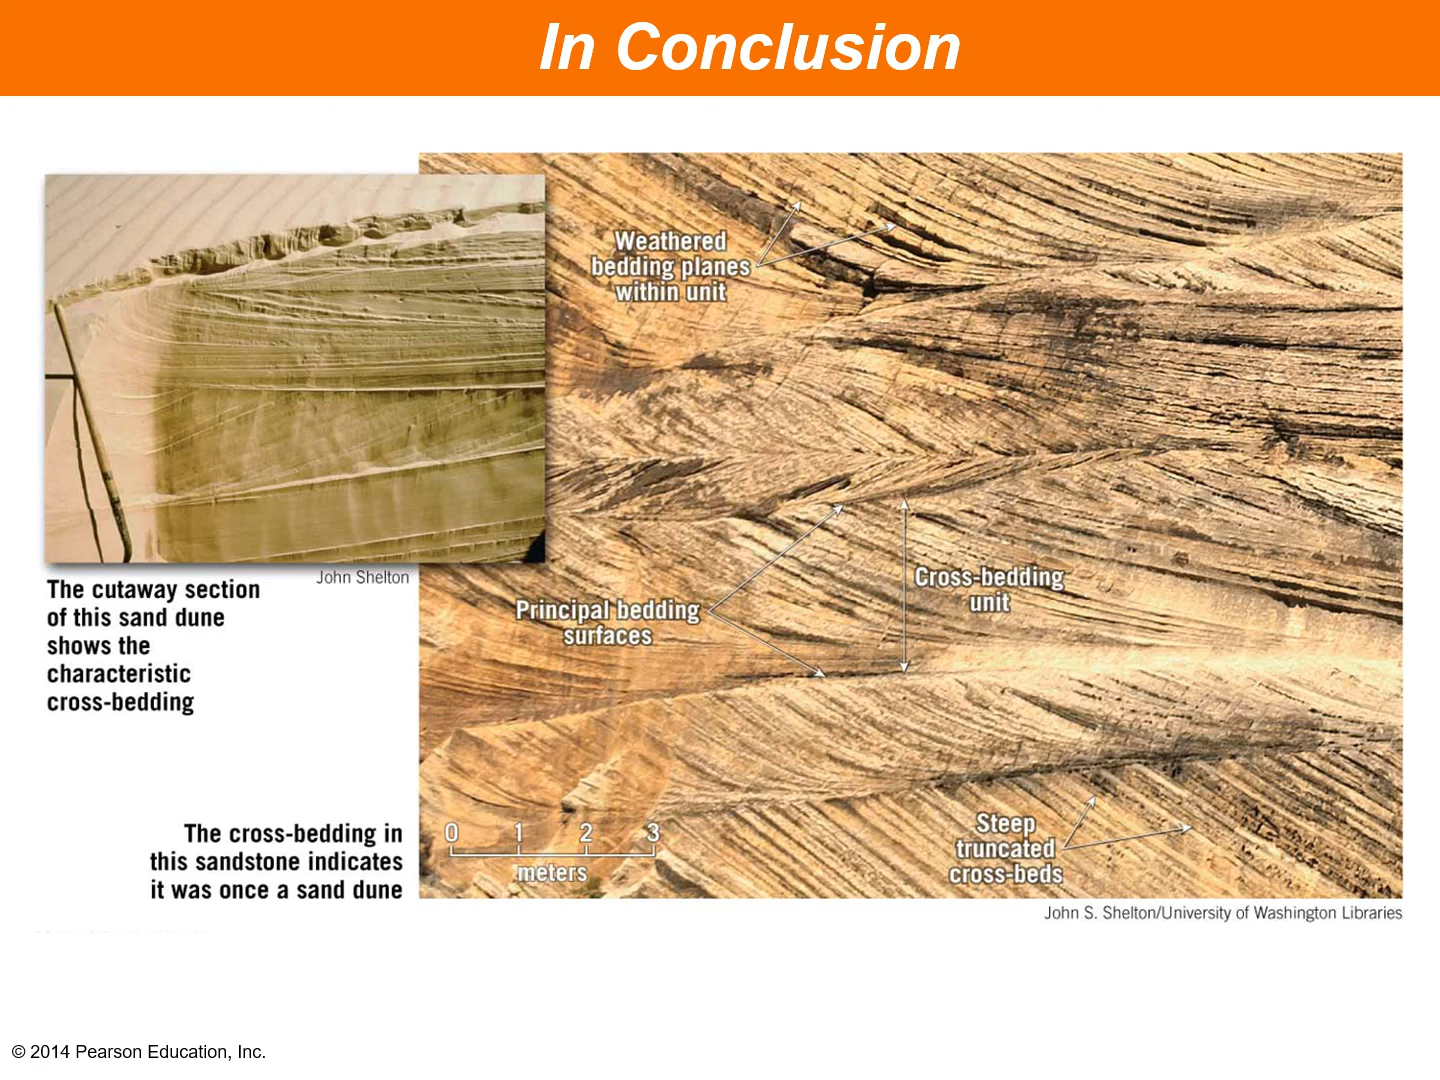 In Conclusion
Weathered
bedding planes
within unit
John Shelton
The cutaway section
of this sand dune
shows the
characteristic
cross-bedding
Principal bedding
surfaces
Cross-bedding
unit
The cross-bedding in
this sandstone indicates
it was once a sand dune
0 1 2 3
meters
Steep
truncated
cross-beds
John S. Shelton/University of Washington Libraries
© 2014 Pearson Education, Inc.